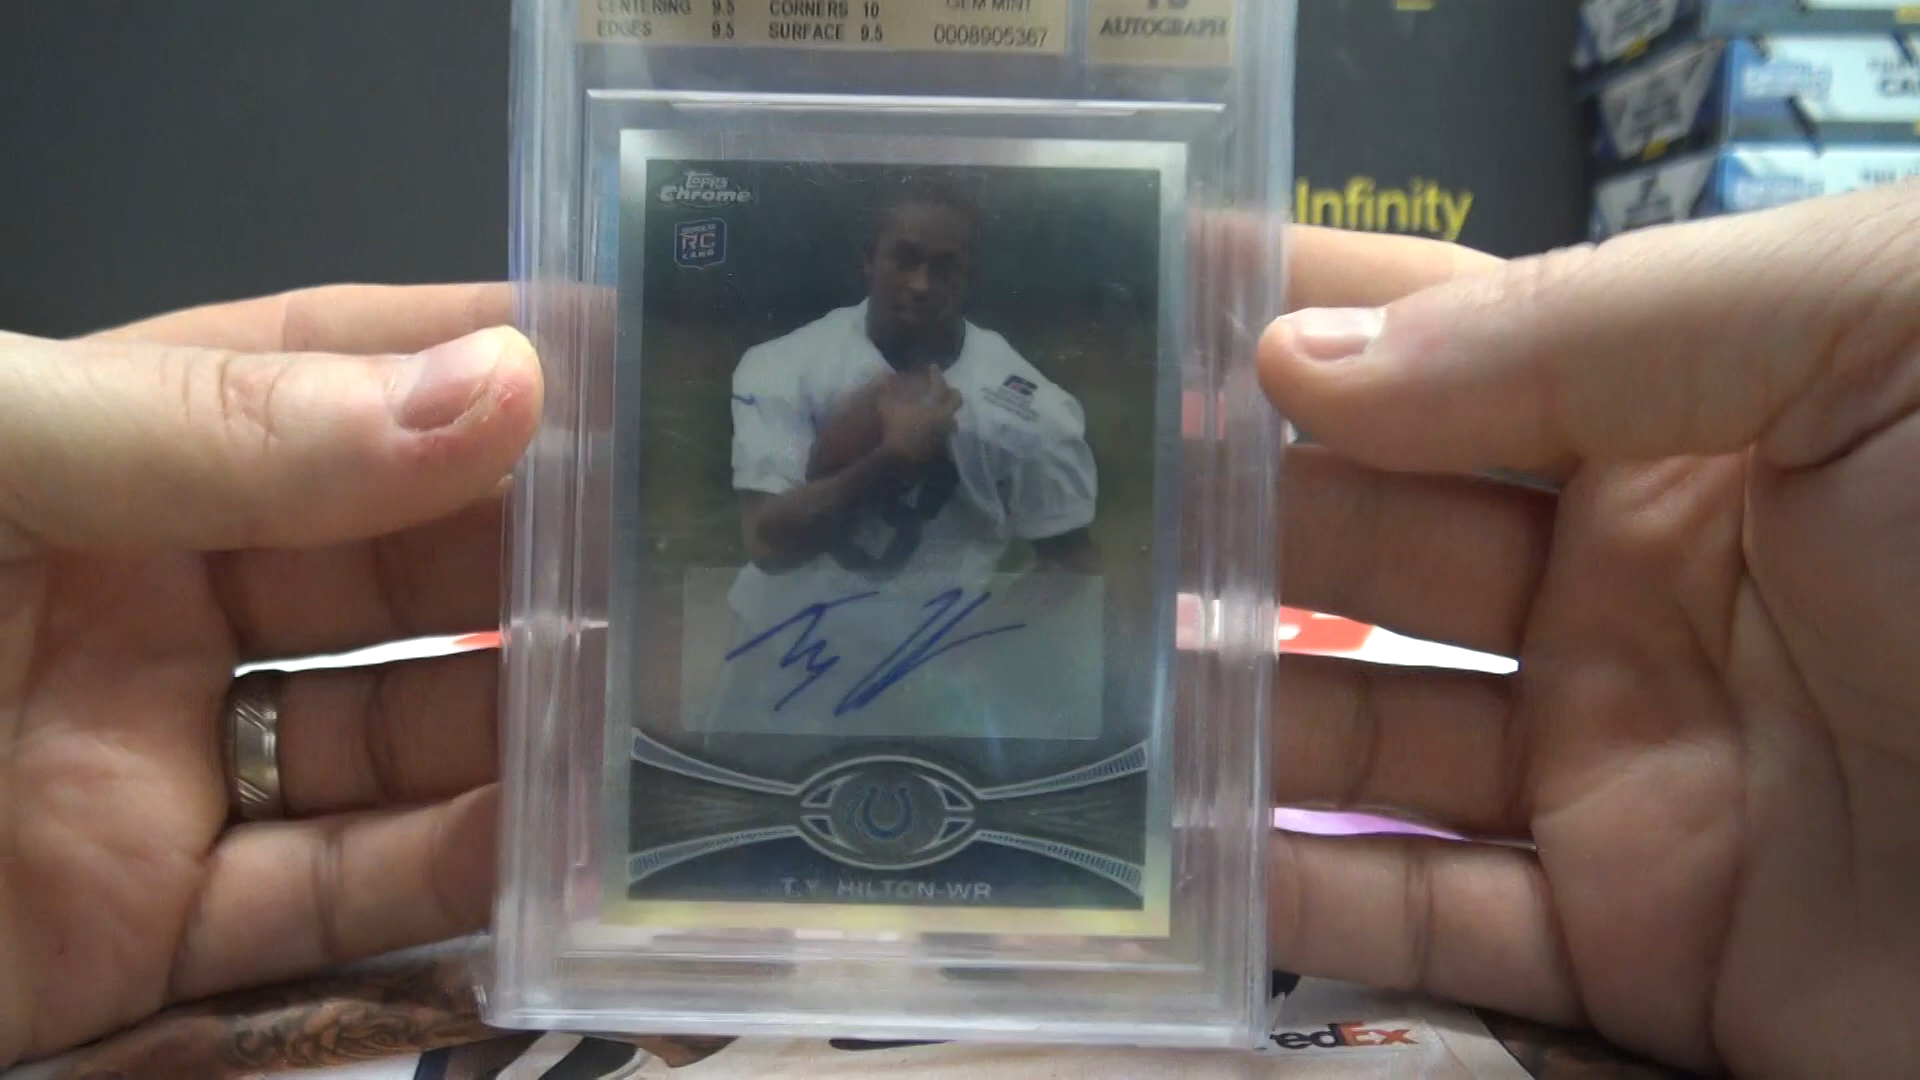 CENTERING 9.5 CORNERS 10 GEM MINT
EDGES 9.5 SURFACE 9.5 0008905367
AUTOGRAPH
Topps
Chrome
RC
CARD
Infinity
T.Y. HILTON-WR
edEx